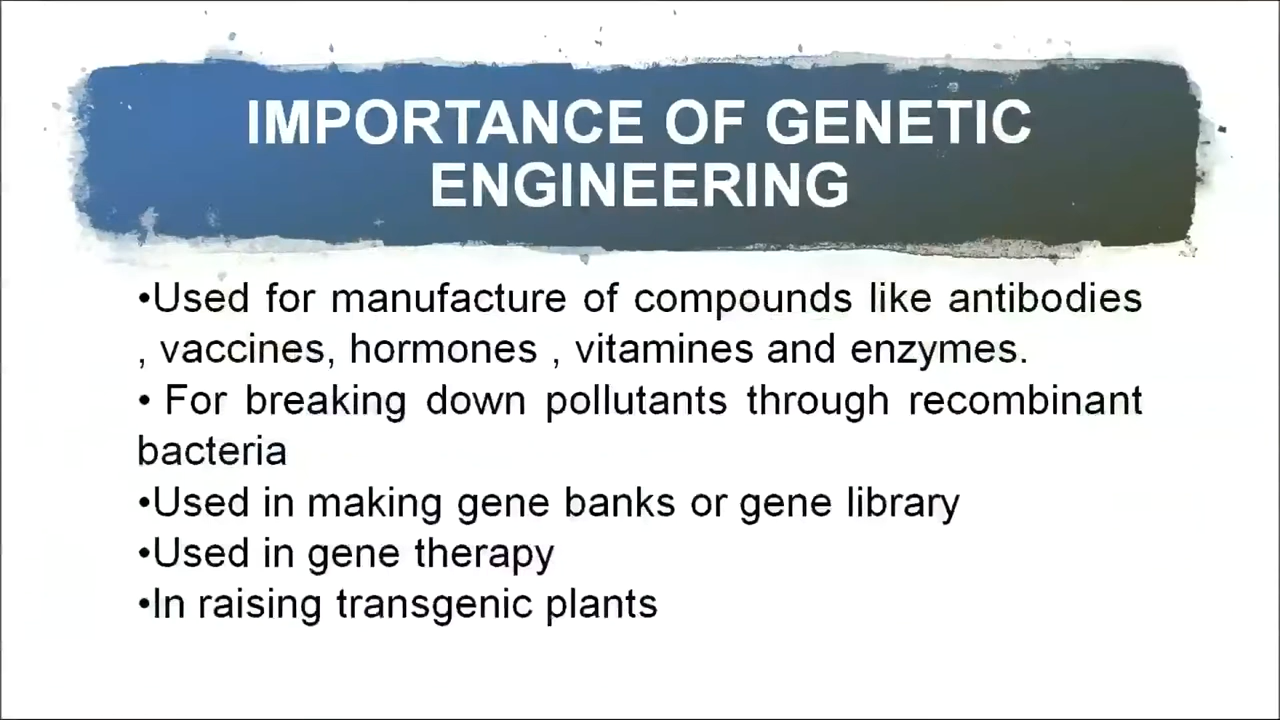 IMPORTANCE OF GENETIC
ENGINEERING
•Used for manufacture of compounds like antibodies
, vaccines, hormones , vitamines and enzymes.
• For breaking down pollutants through recombinant
bacteria
•Used in making gene banks or gene library
•Used in gene therapy
•In raising transgenic plants